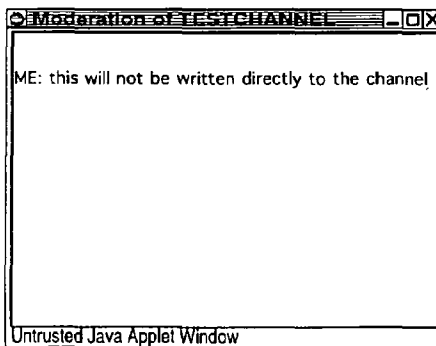 Moderation of TESTCHANNEL
ME: this will not be written directly to the channel
Untrusted Java Applet Window